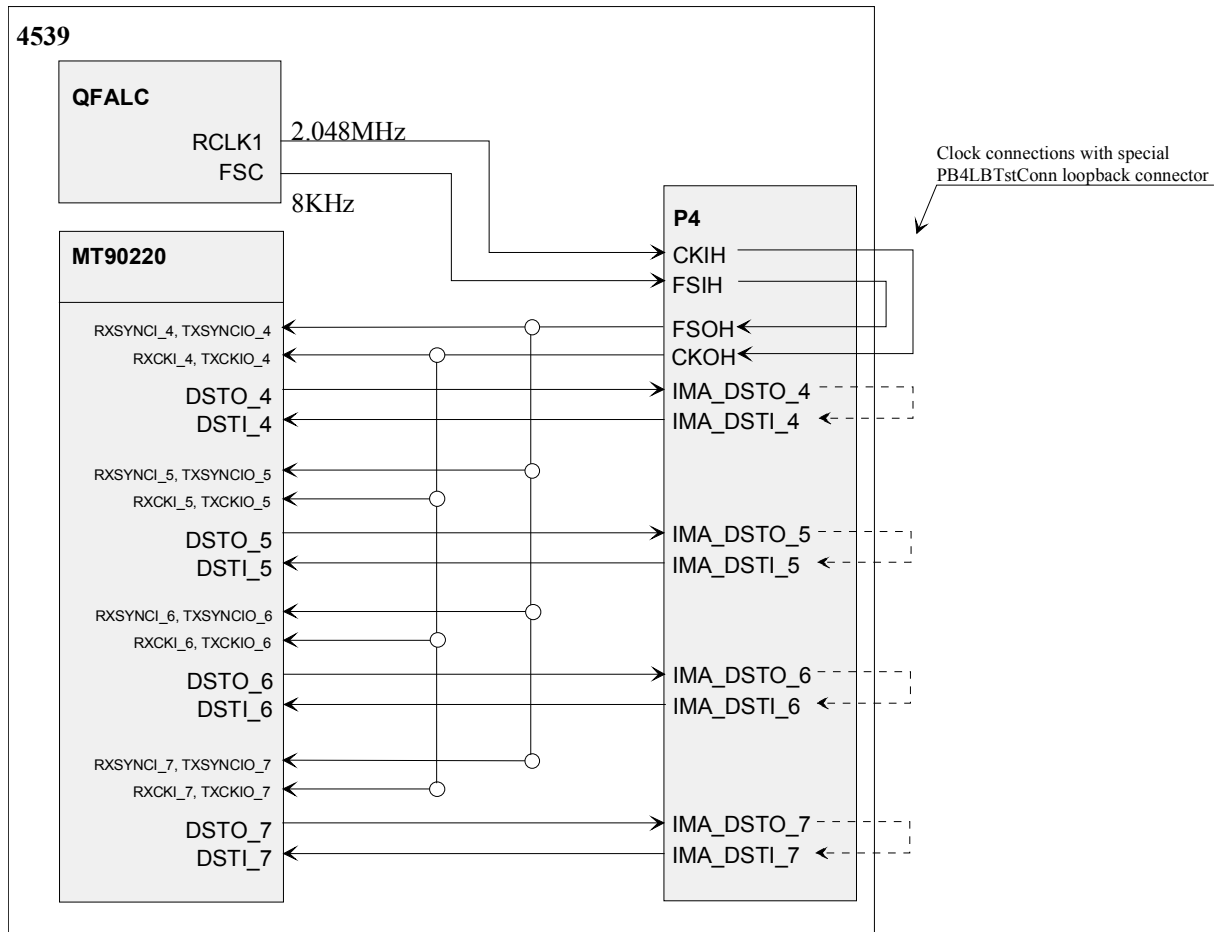 4539
QFALC
RCLK1
FSC
2.048MHz
8KHz
Clock connections with special
PB4LBTstConn loopback connector
P4
CKIH
FSIH
FSOH
CKOH
IMA_DSTO_4
IMA_DSTI_4
IMA_DSTO_5
IMA_DSTI_5
IMA_DSTO_6
IMA_DSTI_6
IMA_DSTO_7
IMA_DSTI_7
MT90220
RXSYNCI_4, TXSYNCIO_4
RXCKI_4, TXCKIO_4
DSTO_4
DSTI_4
RXSYNCI_5, TXSYNCIO_5
RXCKI_5, TXCKIO_5
DSTO_5
DSTI_5
RXSYNCI_6, TXSYNCIO_6
RXCKI_6, TXCKIO_6
DSTO_6
DSTI_6
RXSYNCI_7, TXSYNCIO_7
RXCKI_7, TXCKIO_7
DSTO_7
DSTI_7